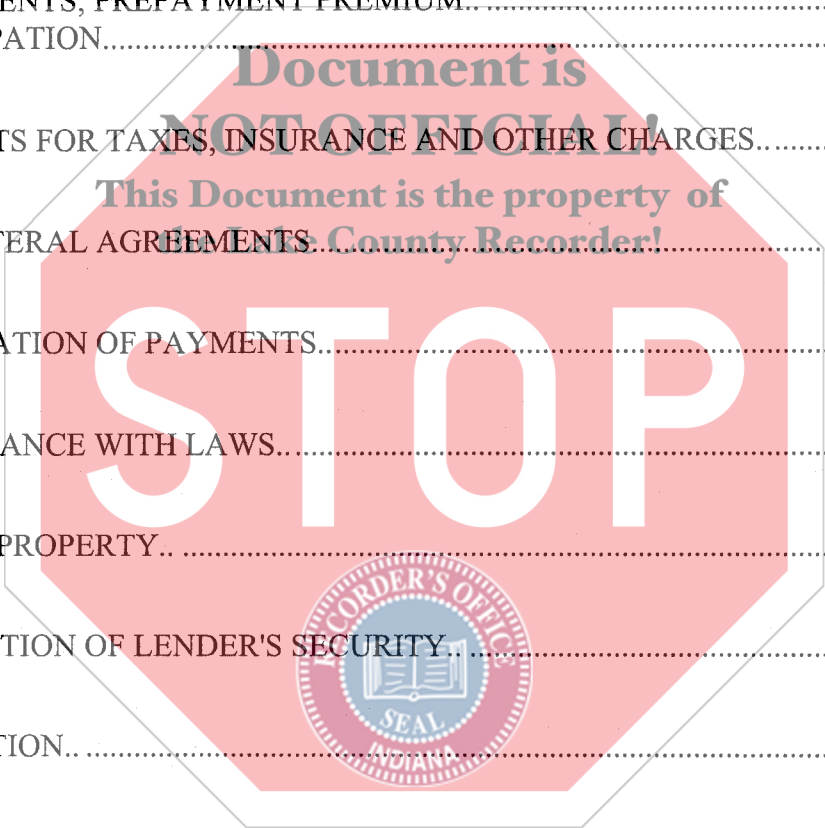 ENTS, PREPAYMENT PREMIUM.. ........................................
PATION..................................................................................
Document is
NOT OFFICIAL!
TS FOR TAXES, INSURANCE AND OTHER CHARGES.. ........
This Document is the property of
the Lake County Recorder!
TERAL AGREEMENTS.........................................................
ATION OF PAYMENTS.........................................................
STOP
ANCE WITH LAWS.. .............................................................
PROPERTY.. .........................................................................
RECORDER'S OFFICE
TION OF LENDER'S SECURITY.. ........................................
SEAL
INDIANA
TION.. ..................................................................................